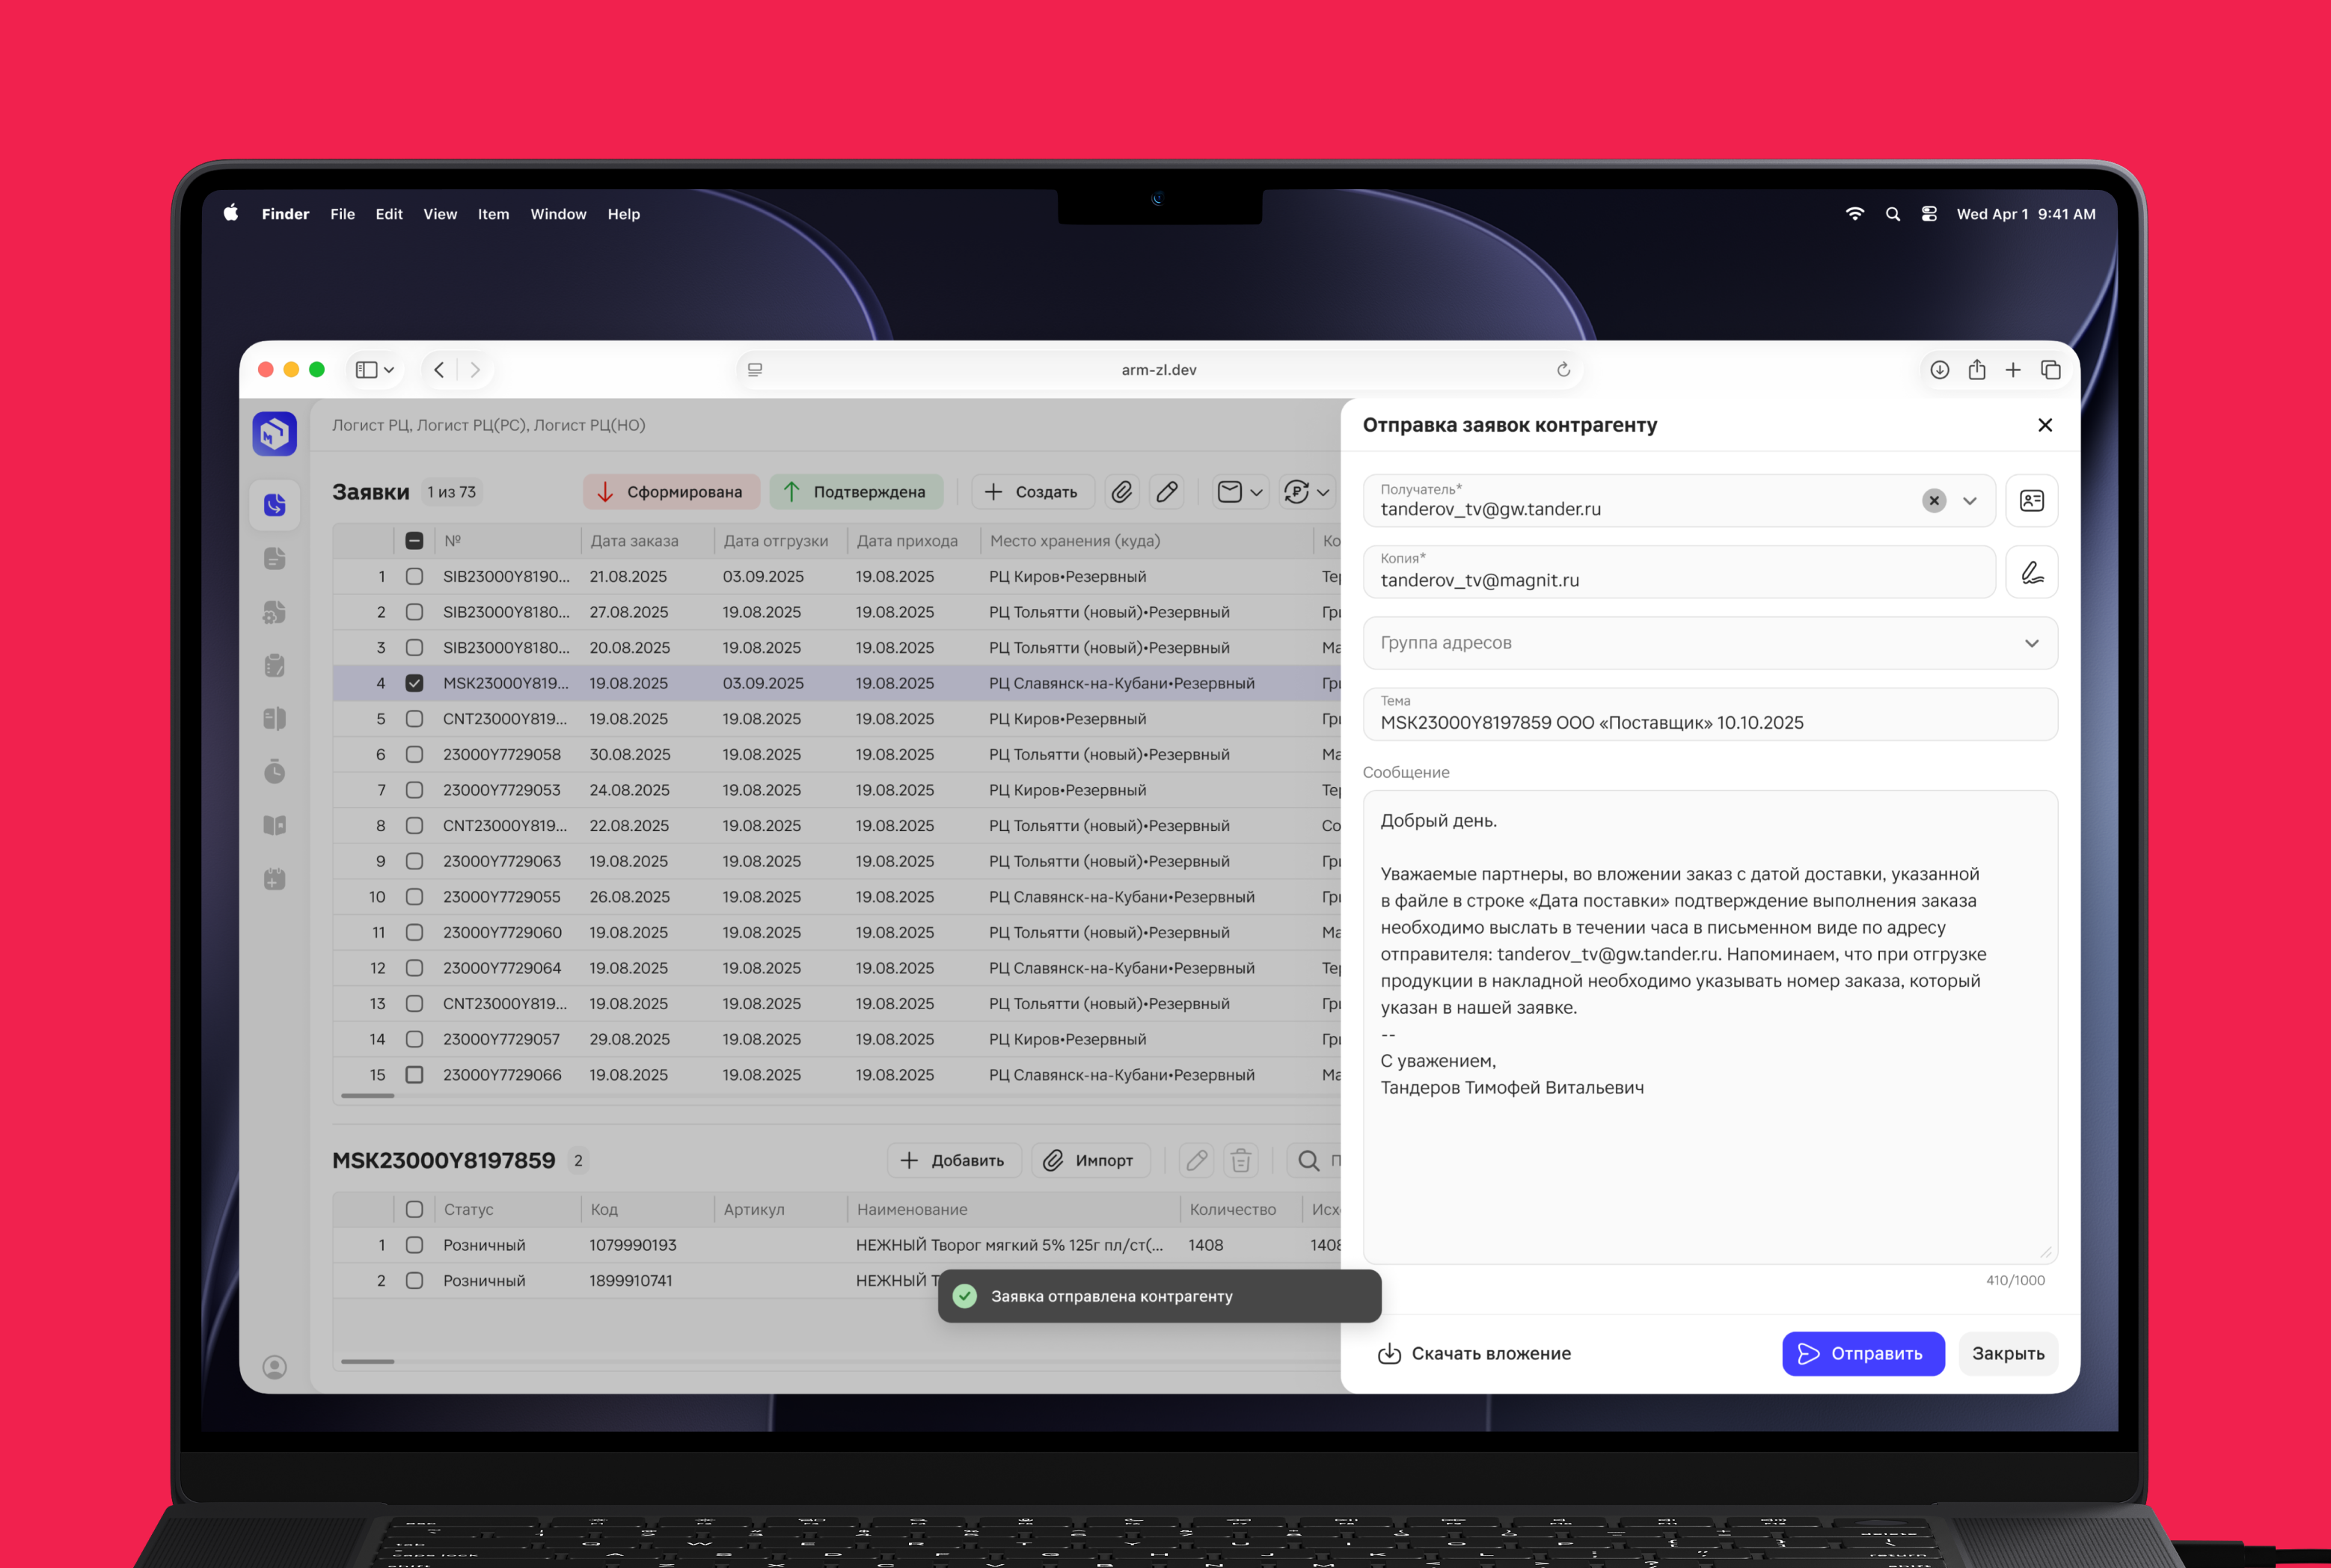 Finder File Edit View Item Window Help
Wed Apr 1 9:41 AM
arm-zl.dev
Логист РЦ, Логист РЦ(РС), Логист РЦ(НО)
Заявки 1 из 73 Сформирована Подтверждена Создать
№ Дата заказа Дата отгрузки Дата прихода Место хранения (куда) Ко
1 SIB23000Y8190... 21.08.2025 03.09.2025 19.08.2025 РЦ Киров•Резервный Тер
2 SIB23000Y8180... 27.08.2025 19.08.2025 19.08.2025 РЦ Тольятти (новый)•Резервный Гри
3 SIB23000Y8180... 20.08.2025 19.08.2025 19.08.2025 РЦ Тольятти (новый)•Резервный Ма
4 MSK23000Y819... 19.08.2025 03.09.2025 19.08.2025 РЦ Славянск-на-Кубани•Резервный Гри
5 CNT23000Y819... 19.08.2025 19.08.2025 19.08.2025 РЦ Киров•Резервный Гри
6 23000Y7729058 30.08.2025 19.08.2025 19.08.2025 РЦ Тольятти (новый)•Резервный Ма
7 23000Y7729053 24.08.2025 19.08.2025 19.08.2025 РЦ Киров•Резервный Тер
8 CNT23000Y819... 22.08.2025 19.08.2025 19.08.2025 РЦ Тольятти (новый)•Резервный Со
9 23000Y7729063 19.08.2025 19.08.2025 19.08.2025 РЦ Тольятти (новый)•Резервный Гри
10 23000Y7729055 26.08.2025 19.08.2025 19.08.2025 РЦ Славянск-на-Кубани•Резервный Гри
11 23000Y7729060 19.08.2025 19.08.2025 19.08.2025 РЦ Тольятти (новый)•Резервный Ма
12 23000Y7729064 19.08.2025 19.08.2025 19.08.2025 РЦ Славянск-на-Кубани•Резервный Тер
13 CNT23000Y819... 19.08.2025 19.08.2025 19.08.2025 РЦ Тольятти (новый)•Резервный Гри
14 23000Y7729057 29.08.2025 19.08.2025 19.08.2025 РЦ Киров•Резервный Гри
15 23000Y7729066 19.08.2025 19.08.2025 19.08.2025 РЦ Славянск-на-Кубани•Резервный Ма
MSK23000Y8197859 2 Добавить Импорт П
Статус Код Артикул Наименование Количество Исх
1 Розничный 1079990193 НЕЖНЫЙ Творог мягкий 5% 125г пл/ст(... 1408 1408
2 Розничный 1899910741 НЕЖНЫЙ Т
Заявка отправлена контрагенту
Отправка заявок контрагенту
Получатель*
tanderov_tv@gw.tander.ru
Копия*
tanderov_tv@magnit.ru
Группа адресов
Тема
MSK23000Y8197859 ООО «Поставщик» 10.10.2025
Сообщение
Добрый день.
Уважаемые партнеры, во вложении заказ с датой доставки, указанной
в файле в строке «Дата поставки» подтверждение выполнения заказа
необходимо выслать в течении часа в письменном виде по адресу
отправителя: tanderov_tv@gw.tander.ru. Напоминаем, что при отгрузке
продукции в накладной необходимо указывать номер заказа, который
указан в нашей заявке.
--
С уважением,
Тандеров Тимофей Витальевич
410/1000
Скачать вложение Отправить Закрыть